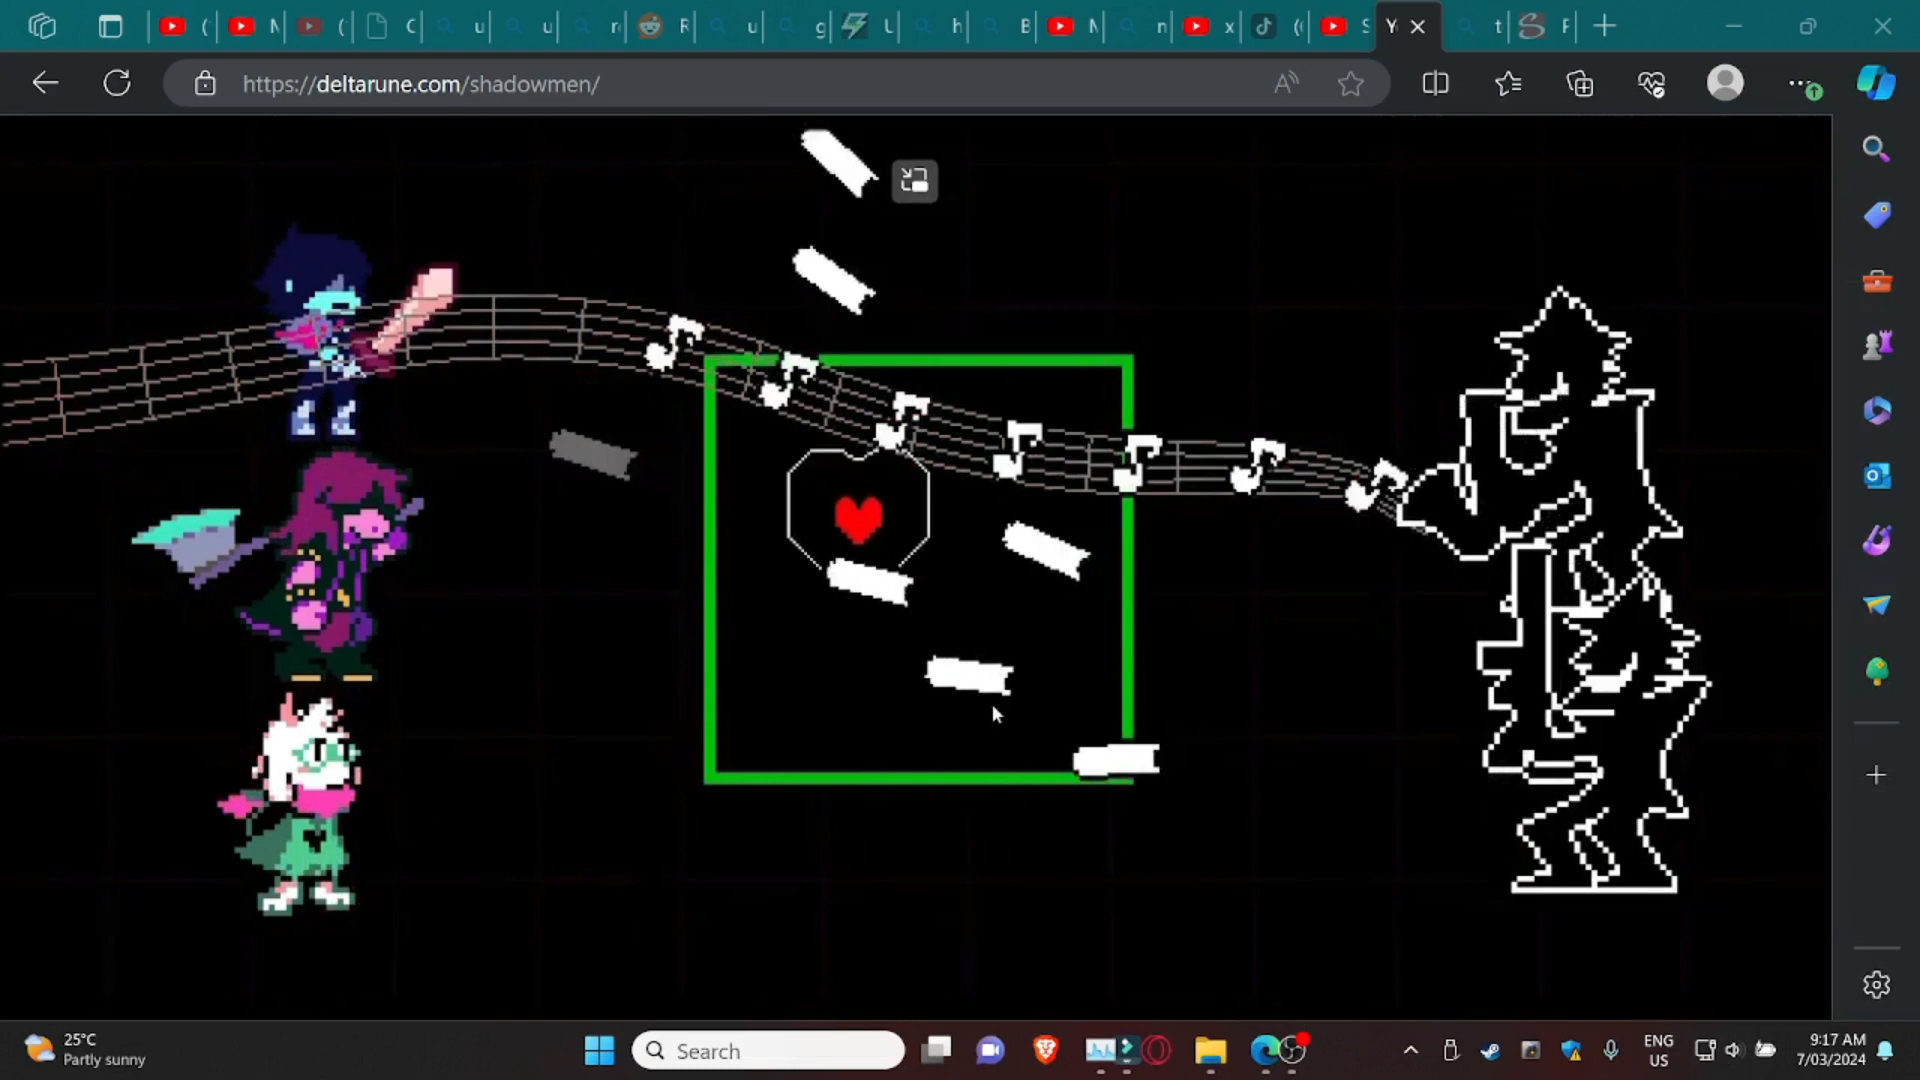 ( N ( C u u r R u g U h B N n x (( S Y t F
https://deltarune.com/shadowmen/
25°C
Partly sunny
Search
ENG
US
9:17 AM
7/03/2024